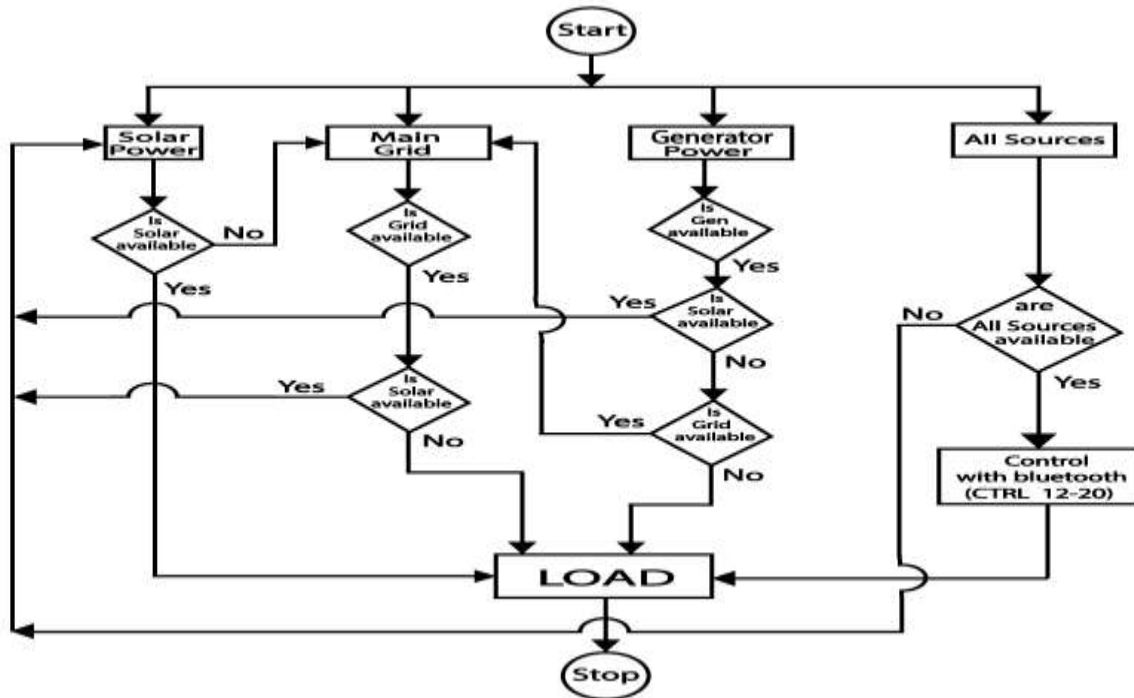 Start
Solar
Power
Main
Grid
Generator
Power
All Sources
Is
Solar
available
No
Yes
Is
Grid
available
Yes
Is
Gen
available
Yes
Yes
Is
Solar
available
No
No
are
All Sources
available
Yes
Yes
Is
Solar
available
No
Yes
Is
Grid
available
No
Control
with bluetooth
(CTRL 12-20)
LOAD
Stop